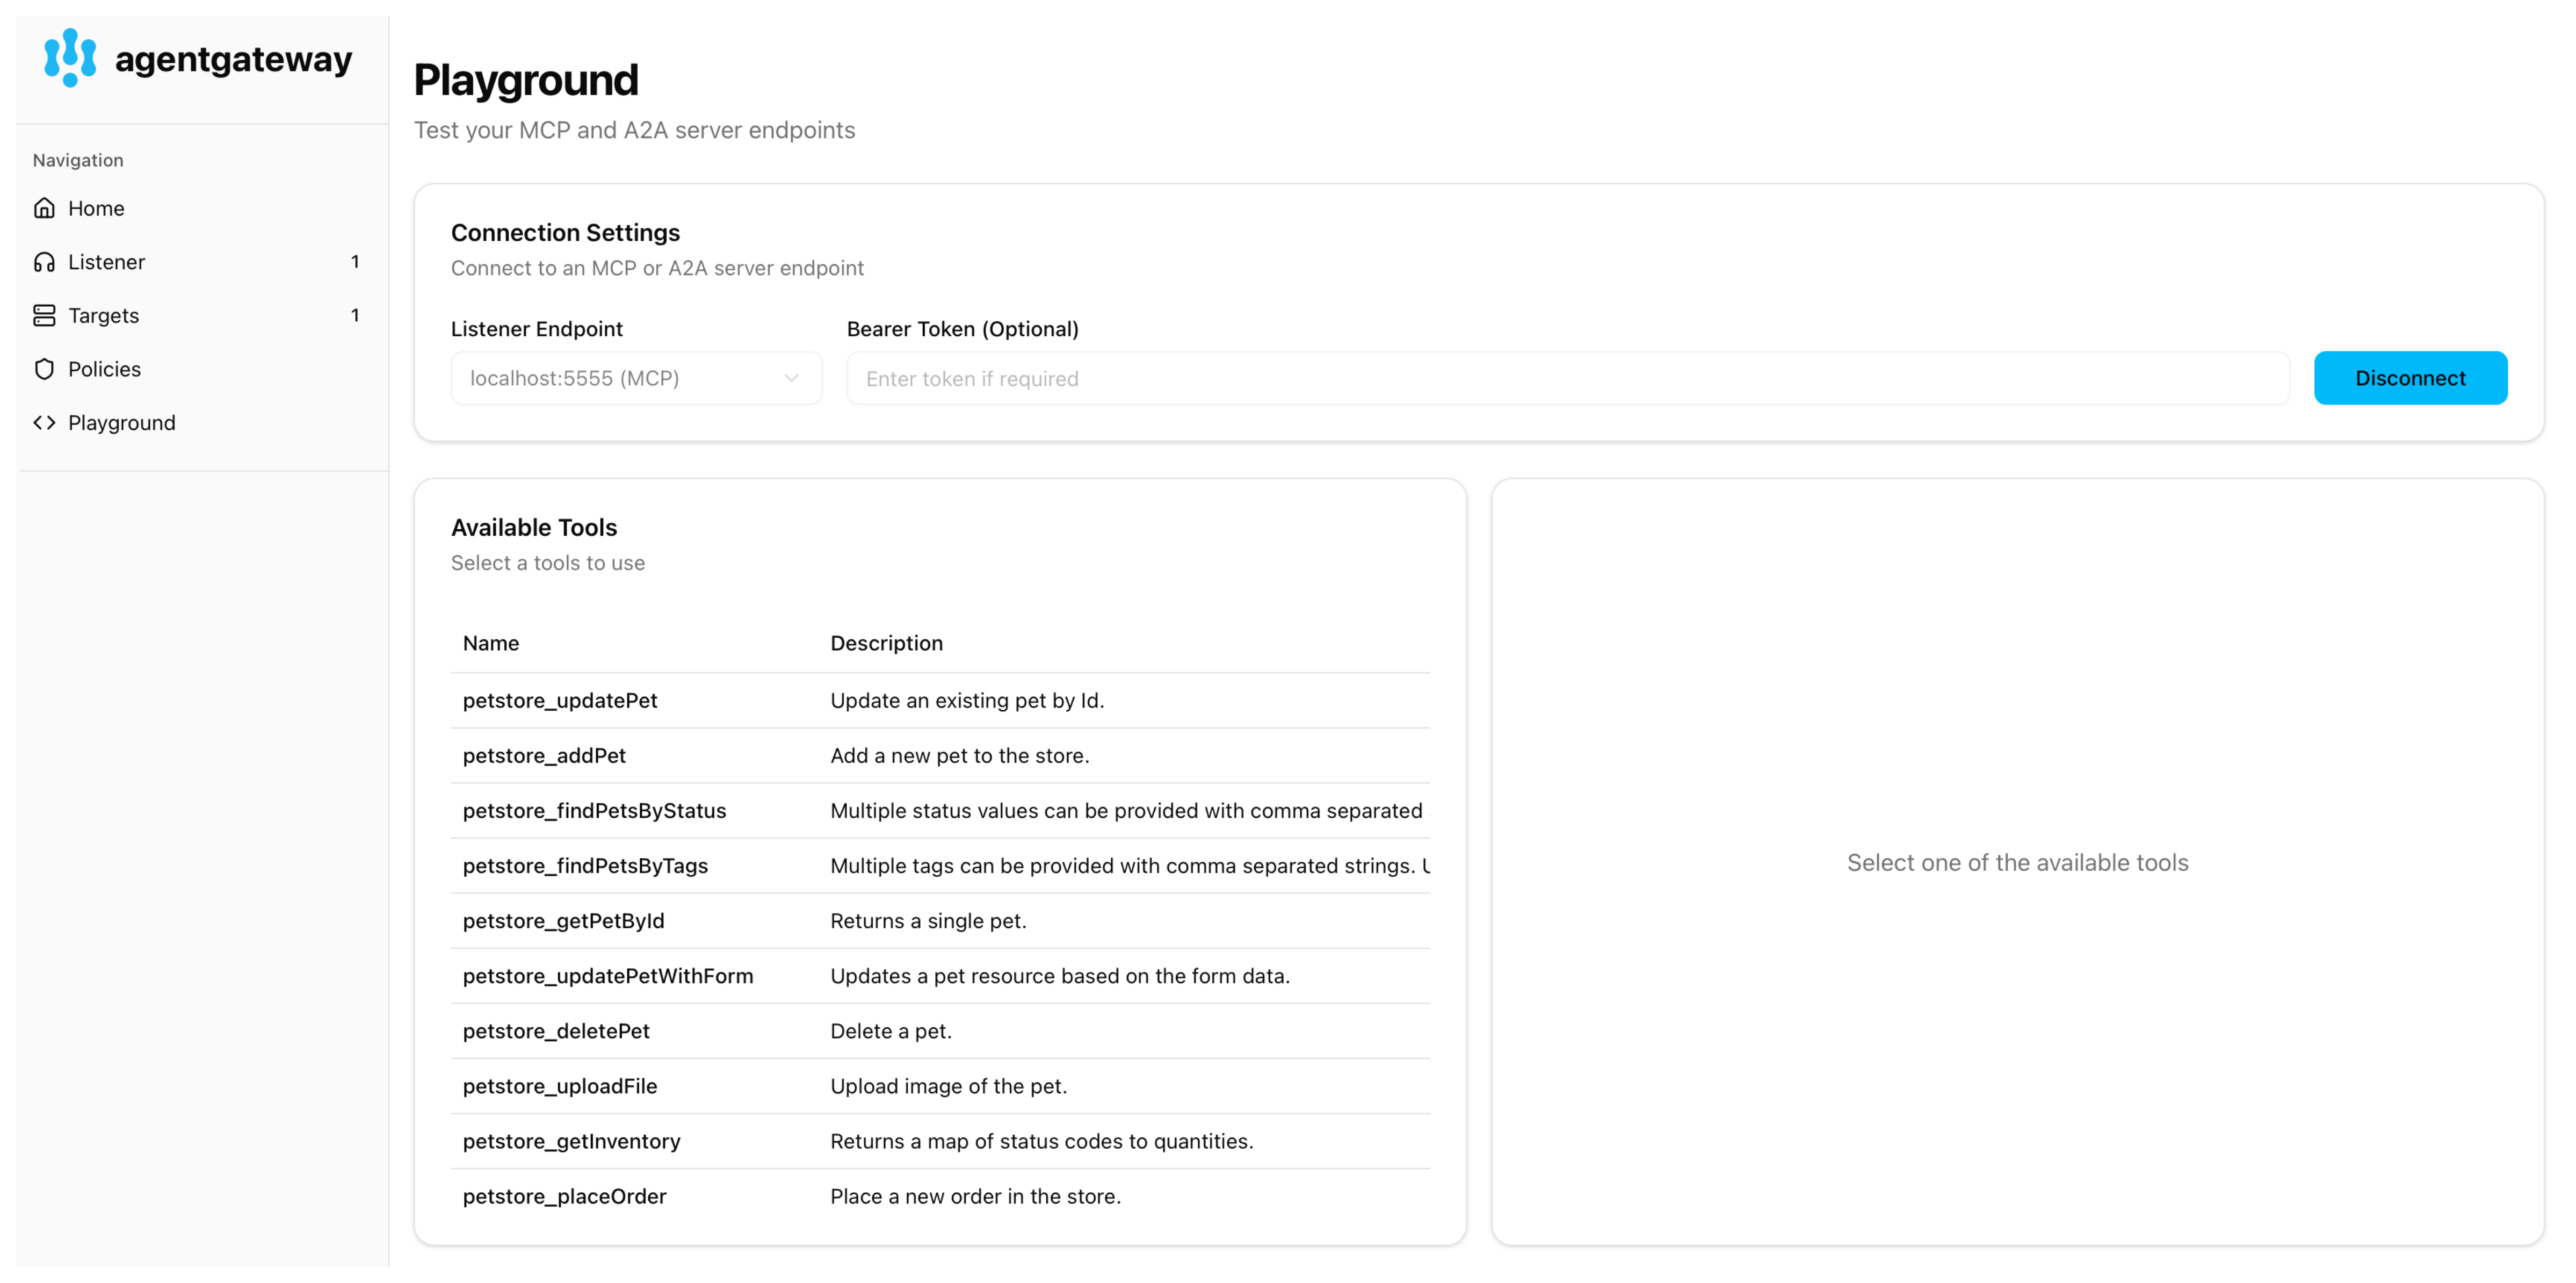 agentgateway
Navigation
Home
Listener 1
Targets 1
Policies
Playground
Playground
Test your MCP and A2A server endpoints
Connection Settings
Connect to an MCP or A2A server endpoint
Listener Endpoint
Bearer Token (Optional)
localhost:5555 (MCP)
Enter token if required
Disconnect
Available Tools
Select a tools to use
Name Description
petstore_updatePet Update an existing pet by Id.
petstore_addPet Add a new pet to the store.
petstore_findPetsByStatus Multiple status values can be provided with comma separated
petstore_findPetsByTags Multiple tags can be provided with comma separated strings.
petstore_getPetById Returns a single pet.
petstore_updatePetWithForm Updates a pet resource based on the form data.
petstore_deletePet Delete a pet.
petstore_uploadFile Upload image of the pet.
petstore_getInventory Returns a map of status codes to quantities.
petstore_placeOrder Place a new order in the store.
Select one of the available tools